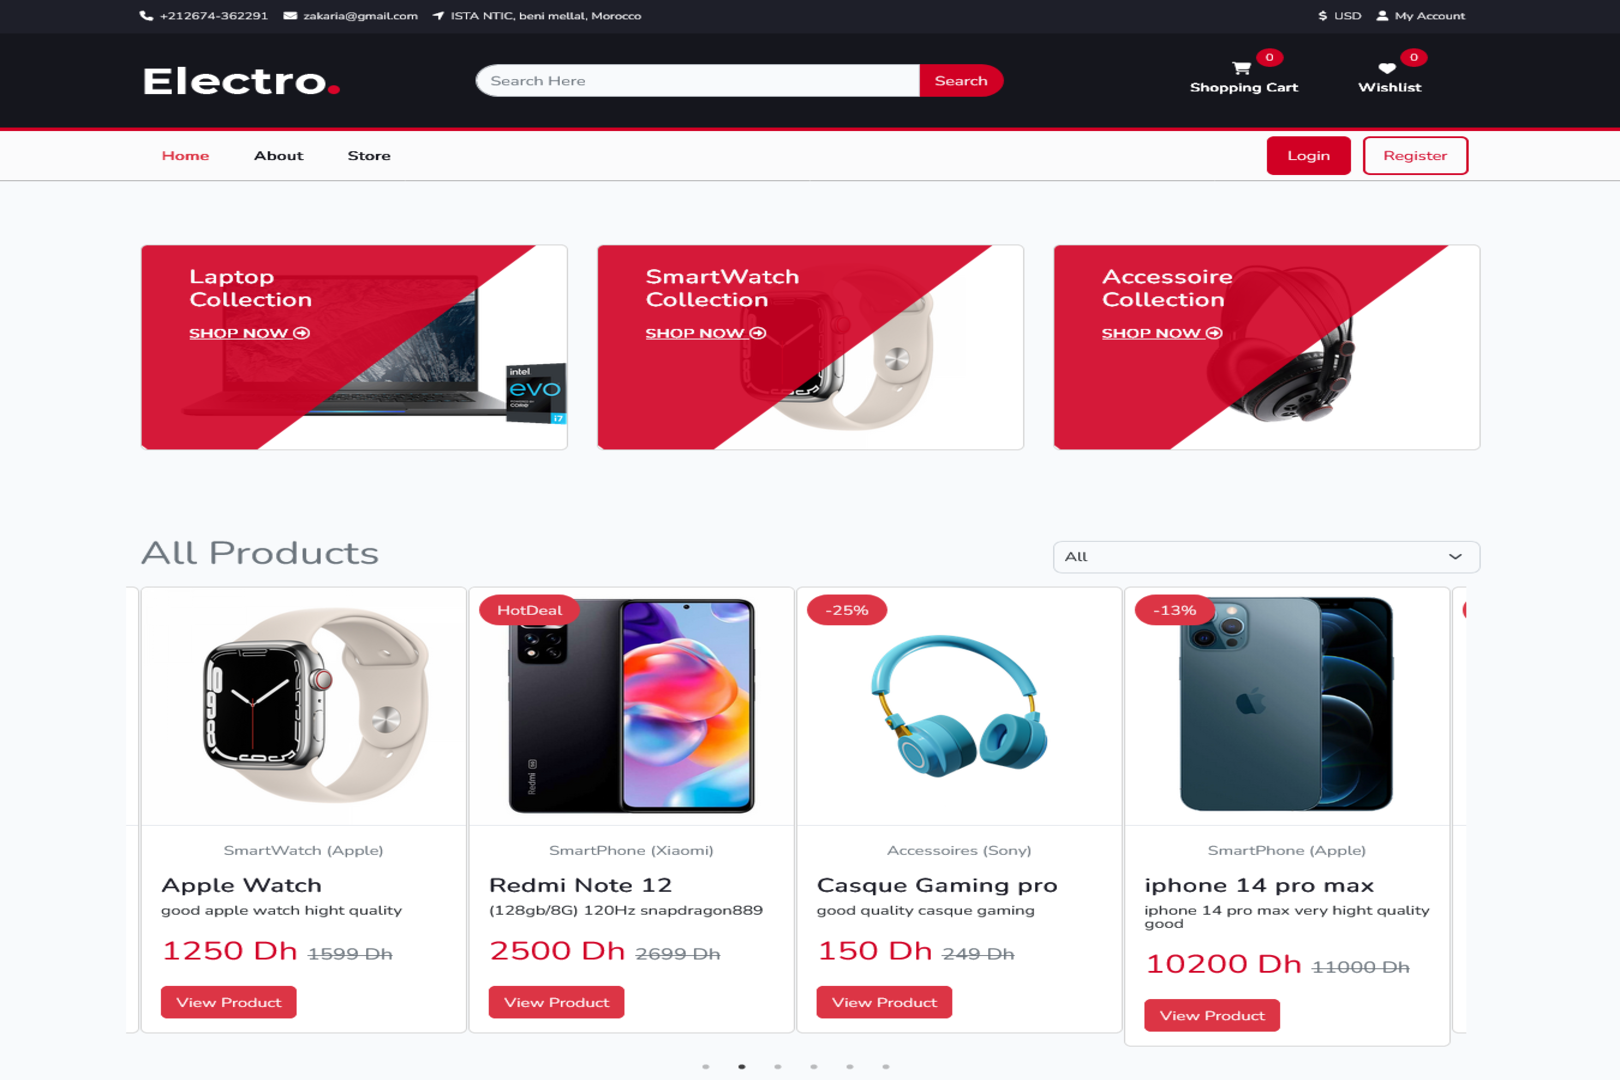 +212674-362291 zakaria@gmail.com ISTA NTIC, beni mellal, Morocco $ USD My Account
Electro.
Search Here Search
0 0
Shopping Cart Wishlist
Home About Store Login Register
Laptop
Collection
SHOP NOW
intel
evo
POWERED BY
CORE
i7
SmartWatch
Collection
SHOP NOW
Accessoire
Collection
SHOP NOW
All Products All
HotDeal
-25%
-13%
Redmi
SmartWatch (Apple)
Apple Watch
good apple watch hight quality
1250 Dh 1599 Dh
View Product
SmartPhone (Xiaomi)
Redmi Note 12
(128gb/8G) 120Hz snapdragon889
2500 Dh 2699 Dh
View Product
Accessoires (Sony)
Casque Gaming pro
good quality casque gaming
150 Dh 249 Dh
View Product
SmartPhone (Apple)
iphone 14 pro max
iphone 14 pro max very hight quality
good
10200 Dh 11000 Dh
View Product